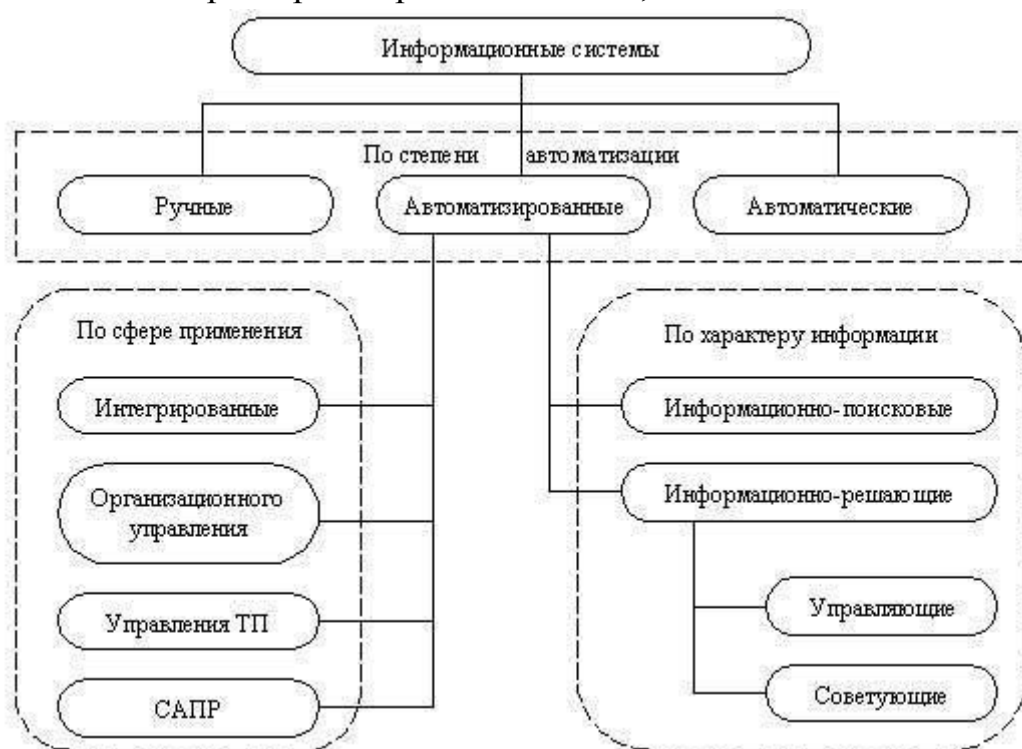 Информационные системы
По степени автоматизации
Ручные
Автоматизированные
Автоматические
По сфере применения
Интегрированные
Организационного
управления
Управления ТП
САПР
По характеру информации
Информационно-поисковые
Информационно-решающие
Управляющие
Советующие